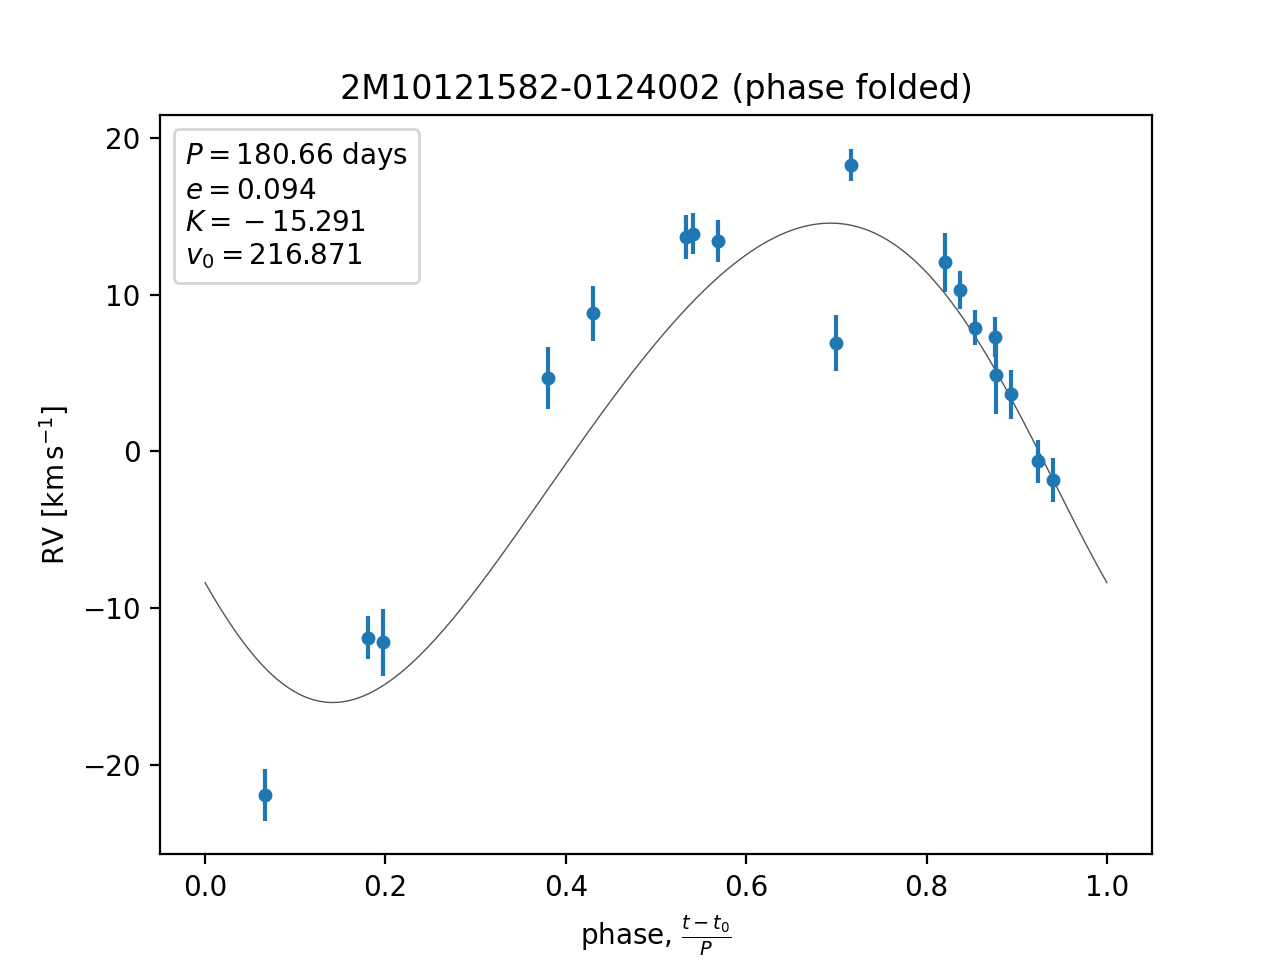 2M10121582-0124002 (phase folded)
P = 180.66 days
e = 0.094
K = −15.291
v₀ = 216.871
20
10
0
−10
−20
RV [km s⁻¹]
0.0 0.2 0.4 0.6 0.8 1.0
phase, (t − t₀)/P